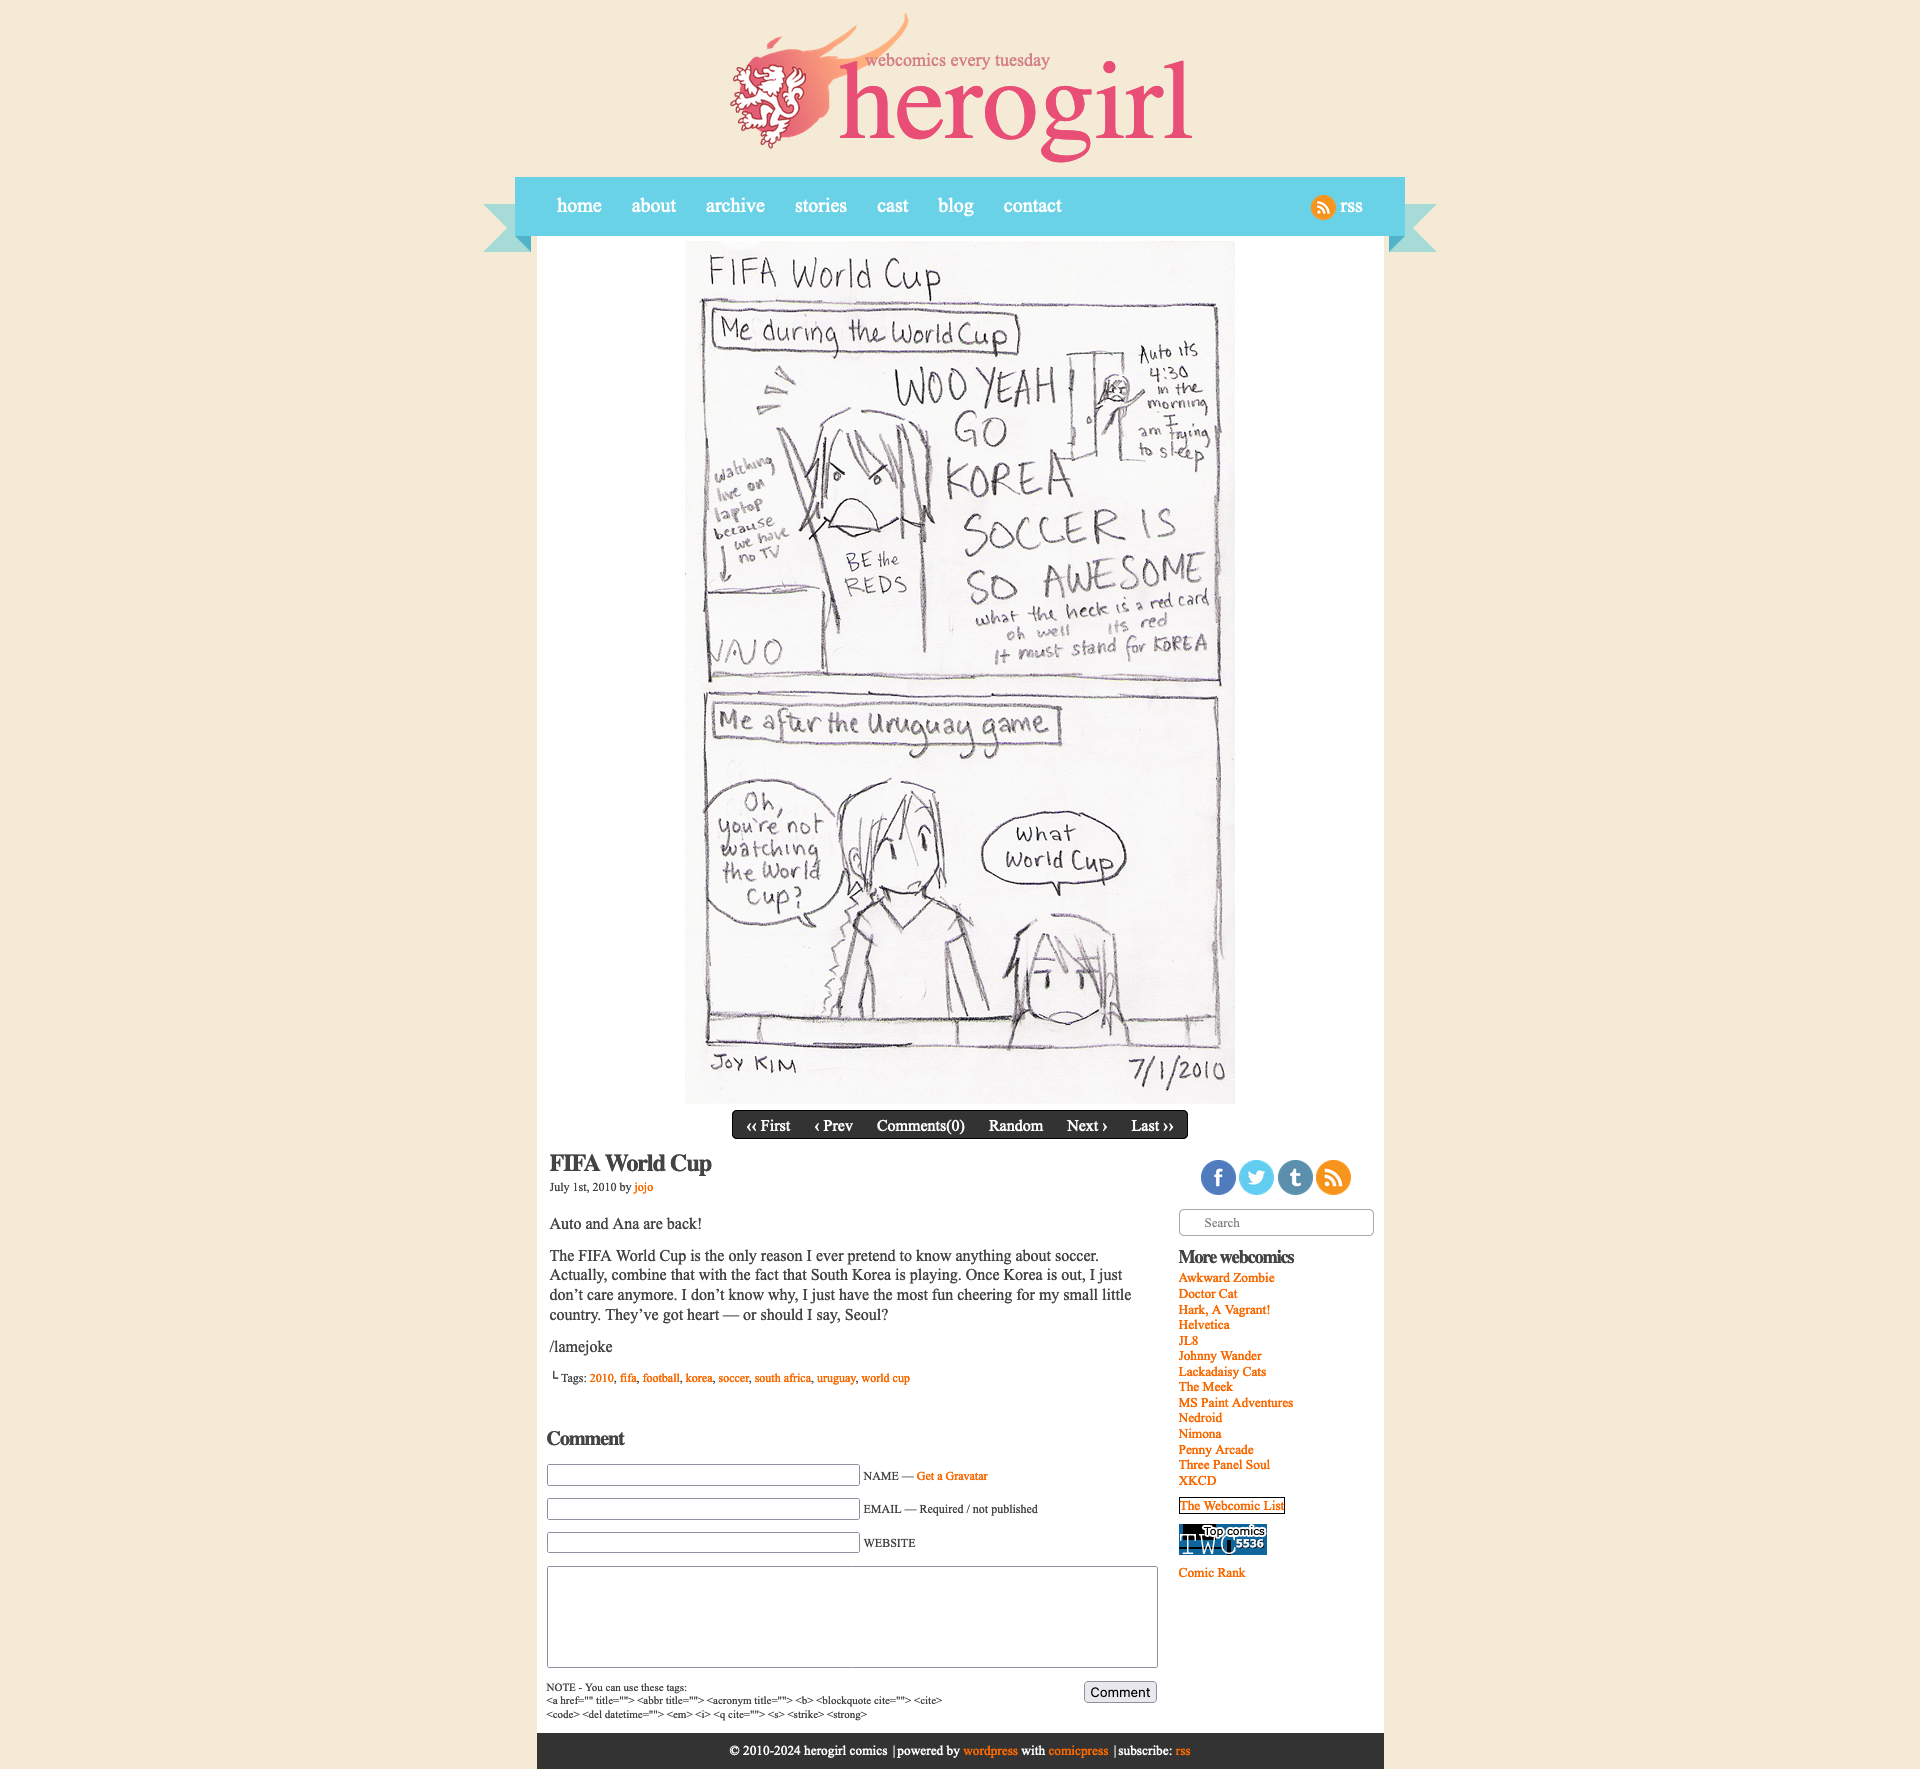 webcomics every tuesday
herogirl
home about archive stories cast blog contact rss
FIFA World Cup
Me during the World Cup
WOO YEAH
GO
KOREA
SOCCER IS
SO AWESOME
Auto its
4:30
in the
morning
I
am trying
to sleep
watching
live on
laptop
because
we have
no TV
BE the
REDS
what the heck is a red card
oh well its red
It must stand for KOREA
Me after the Uruguay game
Oh,
you're not
watching
the World
Cup?
What
World Cup
JOY KIM
7/1/2010
‹‹ First ‹ Prev Comments(0) Random Next › Last ››
FIFA World Cup
July 1st, 2010 by jojo
Auto and Ana are back!
The FIFA World Cup is the only reason I ever pretend to know anything about soccer.
Actually, combine that with the fact that South Korea is playing. Once Korea is out, I just
don’t care anymore. I don’t know why, I just have the most fun cheering for my small little
country. They’ve got heart — or should I say, Seoul?
/lamejoke
└ Tags: 2010, fifa, football, korea, soccer, south africa, uruguay, world cup
Comment
NAME — Get a Gravatar
EMAIL — Required / not published
WEBSITE
NOTE - You can use these tags:
<a href="" title=""> <abbr title=""> <acronym title=""> <b> <blockquote cite=""> <cite>
<code> <del datetime=""> <em> <i> <q cite=""> <s> <strike> <strong>
Comment
Search
More webcomics
Awkward Zombie
Doctor Cat
Hark, A Vagrant!
Helvetica
JL8
Johnny Wander
Lackadaisy Cats
The Meek
MS Paint Adventures
Nedroid
Nimona
Penny Arcade
Three Panel Soul
XKCD
The Webcomic List
Top comics
TWC 5536
Comic Rank
© 2010-2024 herogirl comics |powered by wordpress with comicpress |subscribe: rss